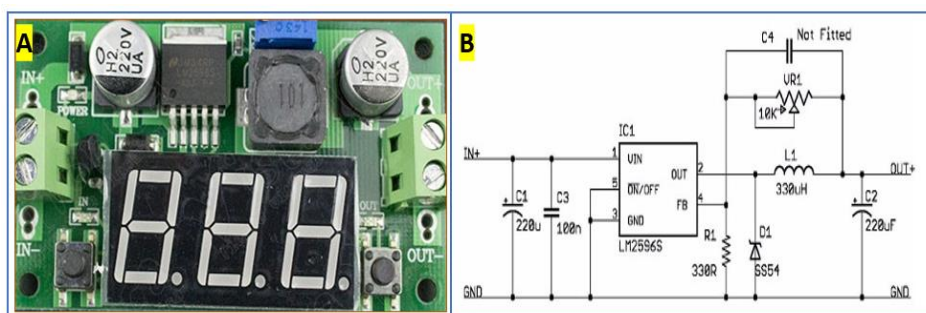 A
IN+
POWER
H2
220V
UA
LM2596S
101
H2
220V
UA
OUT+
IN
IN-
OUT
OUT-
B
C4
Not Fitted
VR1
10K
IC1
IN+
1
VIN
OUT
2
L1
330uH
OUT+
C1
220u
C3
100n
5
ON/OFF
FB
4
3
GND
LM2596S
R1
330R
D1
SS54
C2
220uF
GND
GND